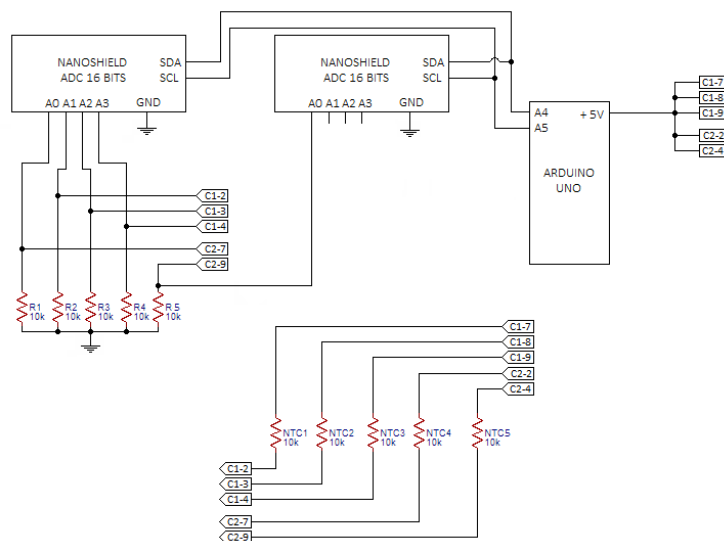 NANOSHIELD
ADC 16 BITS
SDA
SCL
A0 A1 A2 A3
GND
NANOSHIELD
ADC 16 BITS
SDA
SCL
A0 A1 A2 A3
GND
A4
A5
+ 5V
ARDUINO
UNO
C1-7
C1-8
C1-9
C2-2
C2-4
C1-2
C1-3
C1-4
C2-7
C2-9
R1
10k
R2
10k
R3
10k
R4
10k
R5
10k
C1-7
C1-8
C1-9
C2-2
C2-4
NTC1
10k
NTC2
10k
NTC3
10k
NTC4
10k
NTC5
10k
C1-2
C1-3
C1-4
C2-7
C2-9